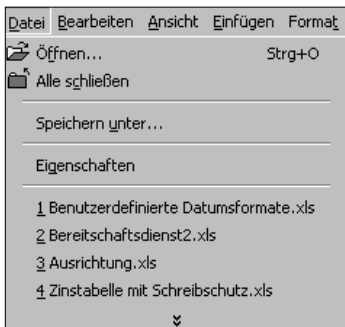 Datei Bearbeiten Ansicht Einfügen Format
Öffnen... Strg+O
Alle schließen
Speichern unter...
Eigenschaften
1 Benutzerdefinierte Datumsformate.xls
2 Bereitschaftsdienst2.xls
3 Ausrichtung.xls
4 Zinstabelle mit Schreibschutz.xls